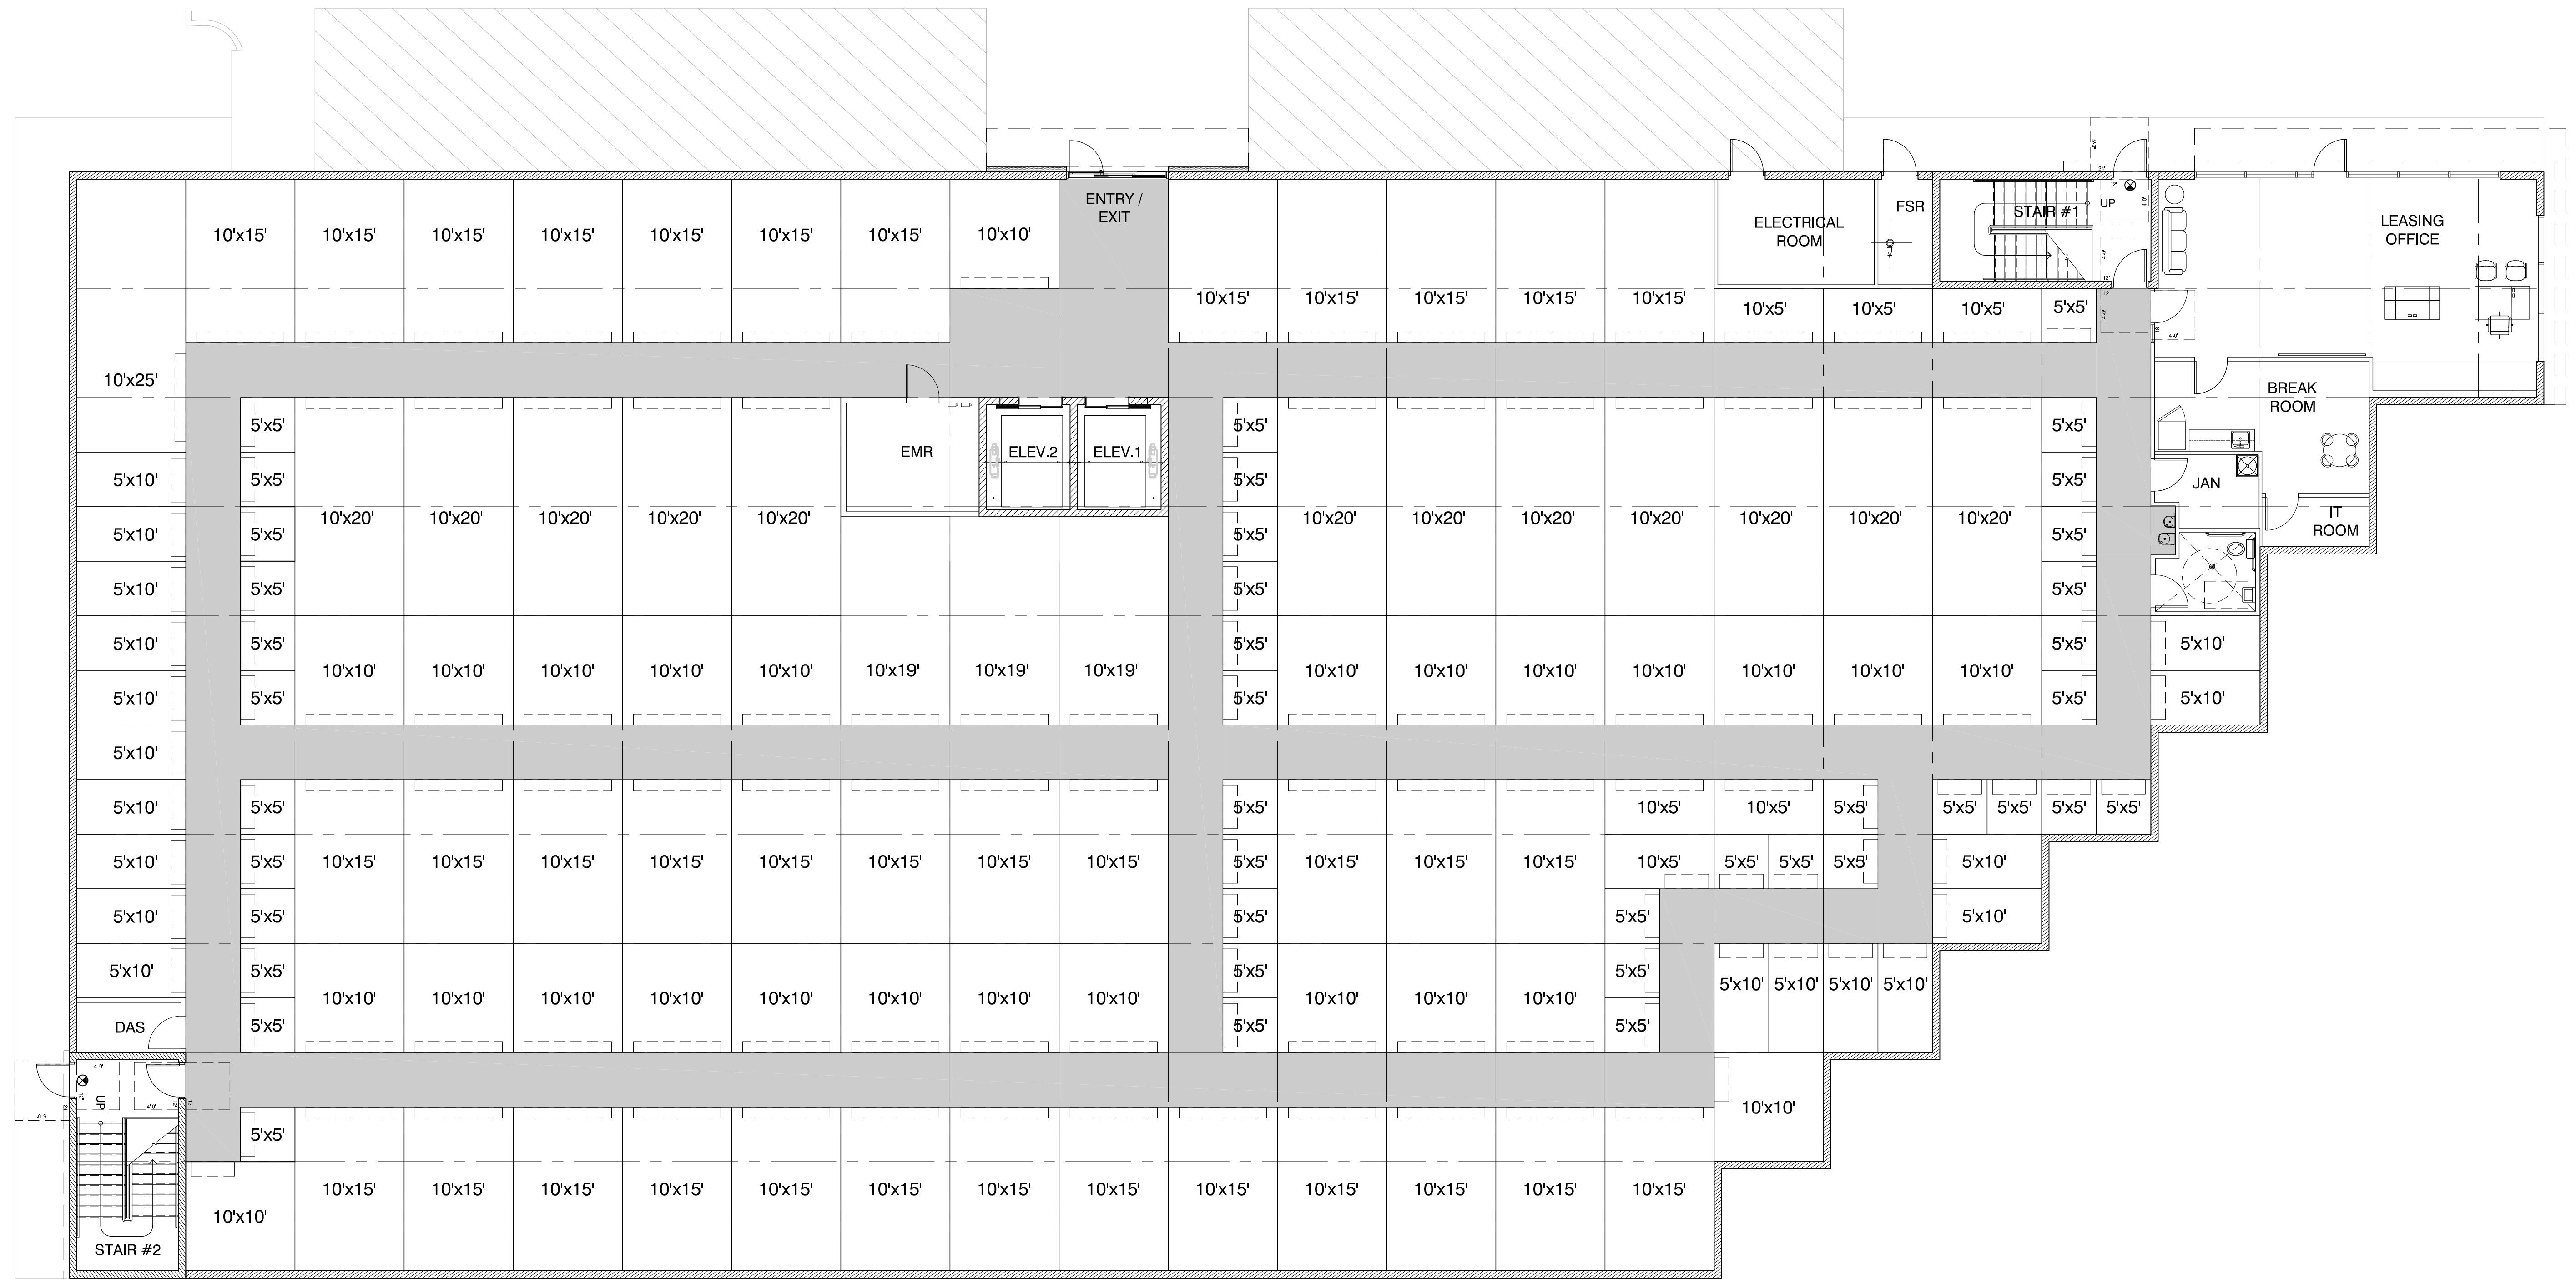 ENTRY /
EXIT
10'x15' 10'x15' 10'x15' 10'x15' 10'x15' 10'x15' 10'x15' 10'x10'
ELECTRICAL
ROOM
FSR
STAIR #1
UP
12"
LEASING
OFFICE
10'x15' 10'x15' 10'x15' 10'x15' 10'x15' 10'x5' 10'x5' 10'x5' 5'x5'
10'x25'
BREAK
ROOM
5'x5' 5'x5' 5'x5'
5'x10' 5'x5' EMR ELEV.2 ELEV.1 5'x5' 5'x5' JAN
10'x20' 10'x20' 10'x20' 10'x20' 10'x20' 10'x20' 10'x20' 10'x20' 10'x20' 10'x20' 10'x20' 10'x20'
IT
ROOM
5'x10' 5'x5' 5'x5' 5'x5'
5'x10' 5'x5' 5'x5' 5'x5'
5'x10' 5'x5' 5'x5' 5'x5' 5'x10'
10'x10' 10'x10' 10'x10' 10'x10' 10'x10' 10'x19' 10'x19' 10'x19' 10'x10' 10'x10' 10'x10' 10'x10' 10'x10' 10'x10' 10'x10'
5'x10' 5'x5' 5'x5' 5'x5' 5'x10'
5'x10'
5'x10' 5'x5' 5'x5' 10'x5' 10'x5' 5'x5' 5'x5' 5'x5' 5'x5' 5'x5'
5'x10' 5'x5' 10'x15' 10'x15' 10'x15' 10'x15' 10'x15' 10'x15' 10'x15' 10'x15' 5'x5' 10'x15' 10'x15' 10'x15' 10'x5' 5'x5' 5'x5' 5'x5' 5'x10'
5'x10' 5'x5' 5'x5' 5'x5' 5'x10'
5'x10' 5'x5' 5'x5' 5'x5' 5'x10' 5'x10' 5'x10' 5'x10'
10'x10' 10'x10' 10'x10' 10'x10' 10'x10' 10'x10' 10'x10' 10'x10' 10'x10' 10'x10' 10'x10'
DAS 5'x5' 5'x5' 5'x5'
UP
10'x10'
5'x5'
10'x15' 10'x15' 10'x15' 10'x15' 10'x15' 10'x15' 10'x15' 10'x15' 10'x15' 10'x15' 10'x15' 10'x15' 10'x15'
10'x10'
STAIR #2